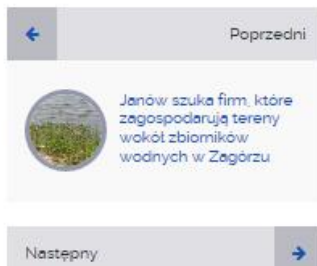 Poprzedni
Janów szuka firm, które
zagospodarują tereny
wokół zbiorników
wodnych w Zagórzu
Następny